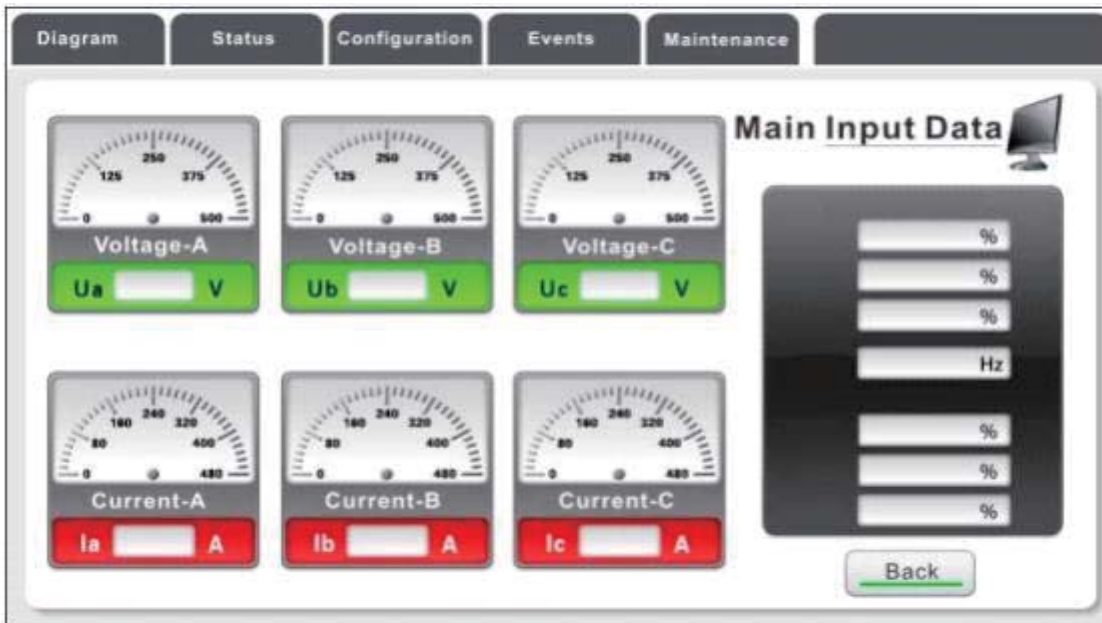 Diagram Status Configuration Events Maintenance
Main Input Data
0 125 250 375 500
0 125 250 375 500
0 125 250 375 500
Voltage-A Voltage-B Voltage-C
Ua V Ub V Uc V
%
%
%
Hz
0 80 160 240 320 400 480
0 80 160 240 320 400 480
0 80 160 240 320 400 480
Current-A Current-B Current-C
Ia A Ib A Ic A
%
%
%
Back